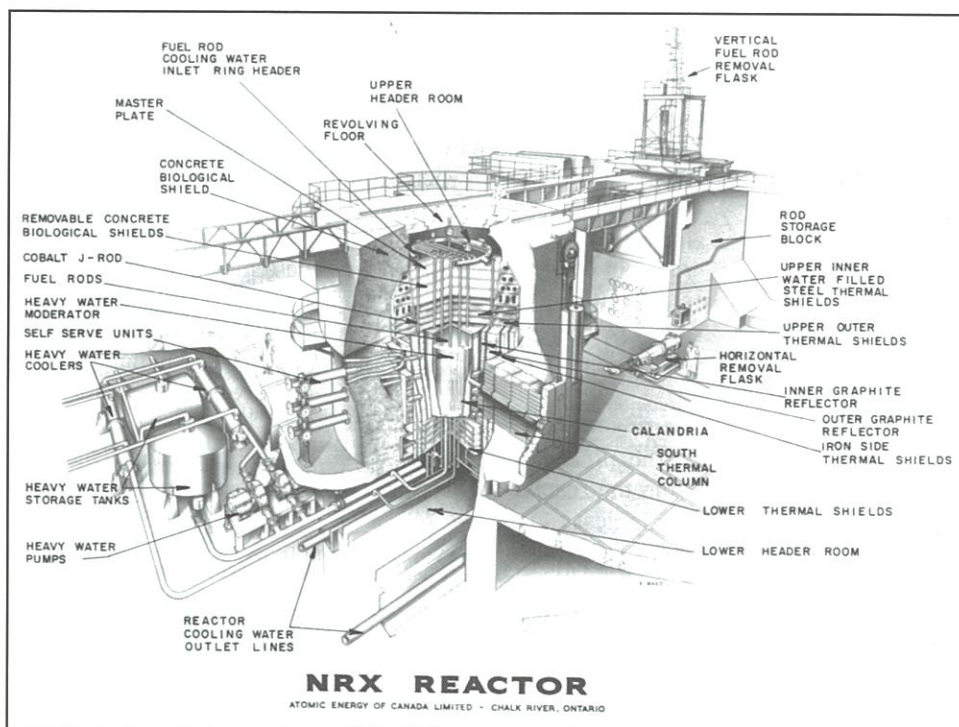 FUEL ROD
COOLING WATER
INLET RING HEADER
MASTER
PLATE
CONCRETE
BIOLOGICAL
SHIELD
REMOVABLE CONCRETE
BIOLOGICAL SHIELDS
COBALT J-ROD
FUEL RODS
HEAVY WATER
MODERATOR
SELF SERVE UNITS
HEAVY WATER
COOLERS
HEAVY WATER
STORAGE TANKS
HEAVY WATER
PUMPS
REACTOR
COOLING WATER
OUTLET LINES
UPPER
HEADER ROOM
REVOLVING
FLOOR
VERTICAL
FUEL ROD
REMOVAL
FLASK
ROD
STORAGE
BLOCK
UPPER INNER
WATER FILLED
STEEL THERMAL
SHIELDS
UPPER OUTER
THERMAL SHIELDS
HORIZONTAL
REMOVAL
FLASK
INNER GRAPHITE
REFLECTOR
OUTER GRAPHITE
REFLECTOR
IRON SIDE
THERMAL SHIELDS
CALANDRIA
SOUTH
THERMAL
COLUMN
LOWER THERMAL SHIELDS
LOWER HEADER ROOM
NRX REACTOR
ATOMIC ENERGY OF CANADA LIMITED - CHALK RIVER, ONTARIO